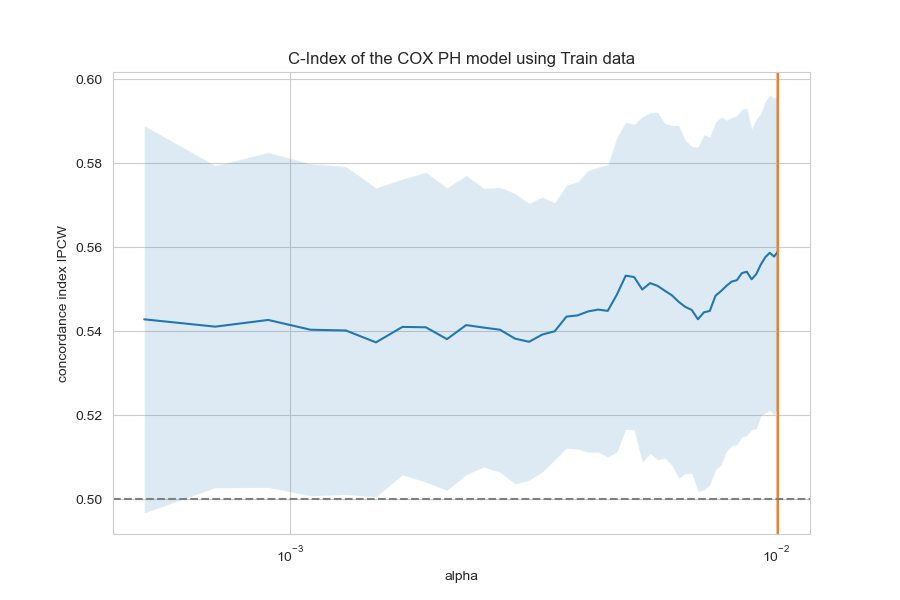 C-Index of the COX PH model using Train data
concordance index IPCW
0.60
0.58
0.56
0.54
0.52
0.50
10⁻³
10⁻²
alpha